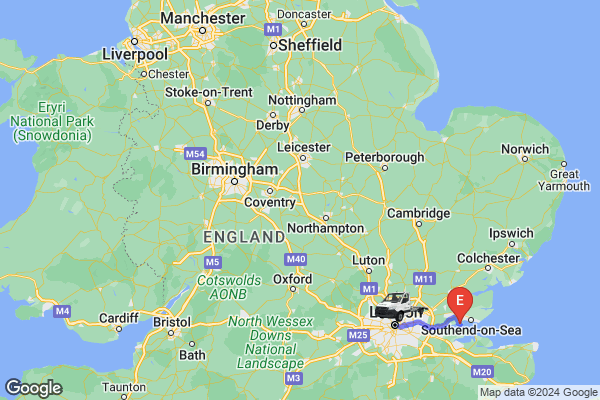 Doncaster
Manchester
M1
Liverpool
Sheffield
Chester
Stoke-on-Trent
Eryri
National Park
(Snowdonia)
Nottingham
Derby
Leicester
M54
Peterborough
Norwich
Birmingham
Great
Yarmouth
Coventry
Cambridge
Northampton
ENGLAND
Ipswich
M5
M40
Luton
Colchester
M11
Cotswolds
AONB
Oxford
M1
E
M4
Cardiff
Bristol
North Wessex
Downs
National
Landscape
M25
Southend-on-Sea
Bath
M20
M3
Taunton
Google
Google
Map data ©2024 Google